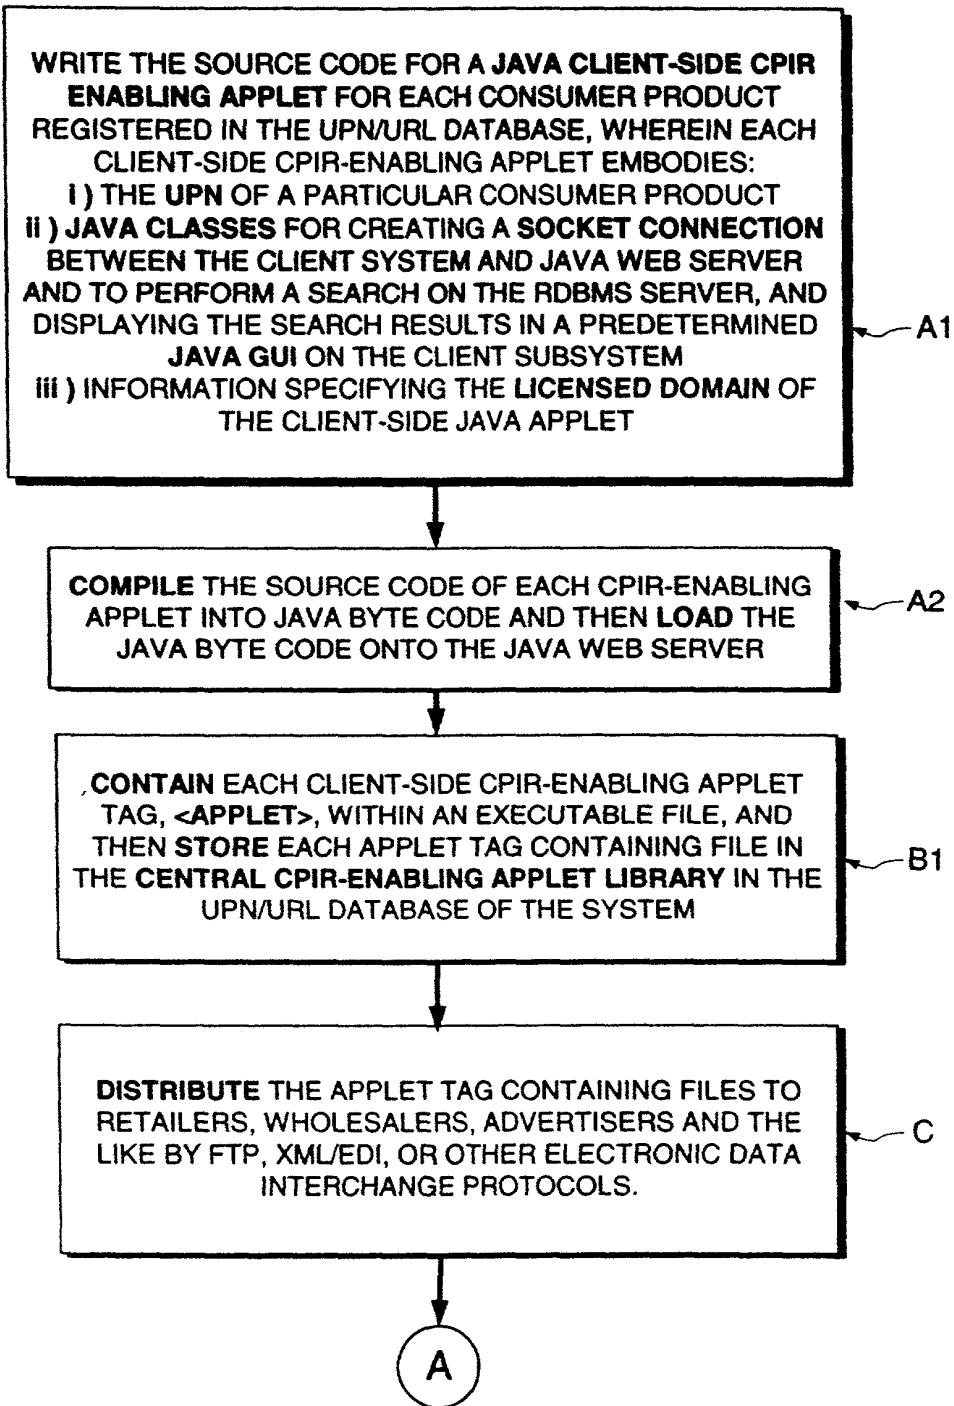 WRITE THE SOURCE CODE FOR A JAVA CLIENT-SIDE CPIR
ENABLING APPLET FOR EACH CONSUMER PRODUCT
REGISTERED IN THE UPN/URL DATABASE, WHEREIN EACH
CLIENT-SIDE CPIR-ENABLING APPLET EMBODIES:
i ) THE UPN OF A PARTICULAR CONSUMER PRODUCT
ii ) JAVA CLASSES FOR CREATING A SOCKET CONNECTION
BETWEEN THE CLIENT SYSTEM AND JAVA WEB SERVER
AND TO PERFORM A SEARCH ON THE RDBMS SERVER, AND
DISPLAYING THE SEARCH RESULTS IN A PREDETERMINED
JAVA GUI ON THE CLIENT SUBSYSTEM
iii ) INFORMATION SPECIFYING THE LICENSED DOMAIN OF
THE CLIENT-SIDE JAVA APPLET
A1
COMPILE THE SOURCE CODE OF EACH CPIR-ENABLING
APPLET INTO JAVA BYTE CODE AND THEN LOAD THE
JAVA BYTE CODE ONTO THE JAVA WEB SERVER
A2
CONTAIN EACH CLIENT-SIDE CPIR-ENABLING APPLET
TAG, <APPLET>, WITHIN AN EXECUTABLE FILE, AND
THEN STORE EACH APPLET TAG CONTAINING FILE IN
THE CENTRAL CPIR-ENABLING APPLET LIBRARY IN THE
UPN/URL DATABASE OF THE SYSTEM
B1
DISTRIBUTE THE APPLET TAG CONTAINING FILES TO
RETAILERS, WHOLESALERS, ADVERTISERS AND THE
LIKE BY FTP, XML/EDI, OR OTHER ELECTRONIC DATA
INTERCHANGE PROTOCOLS.
C
A